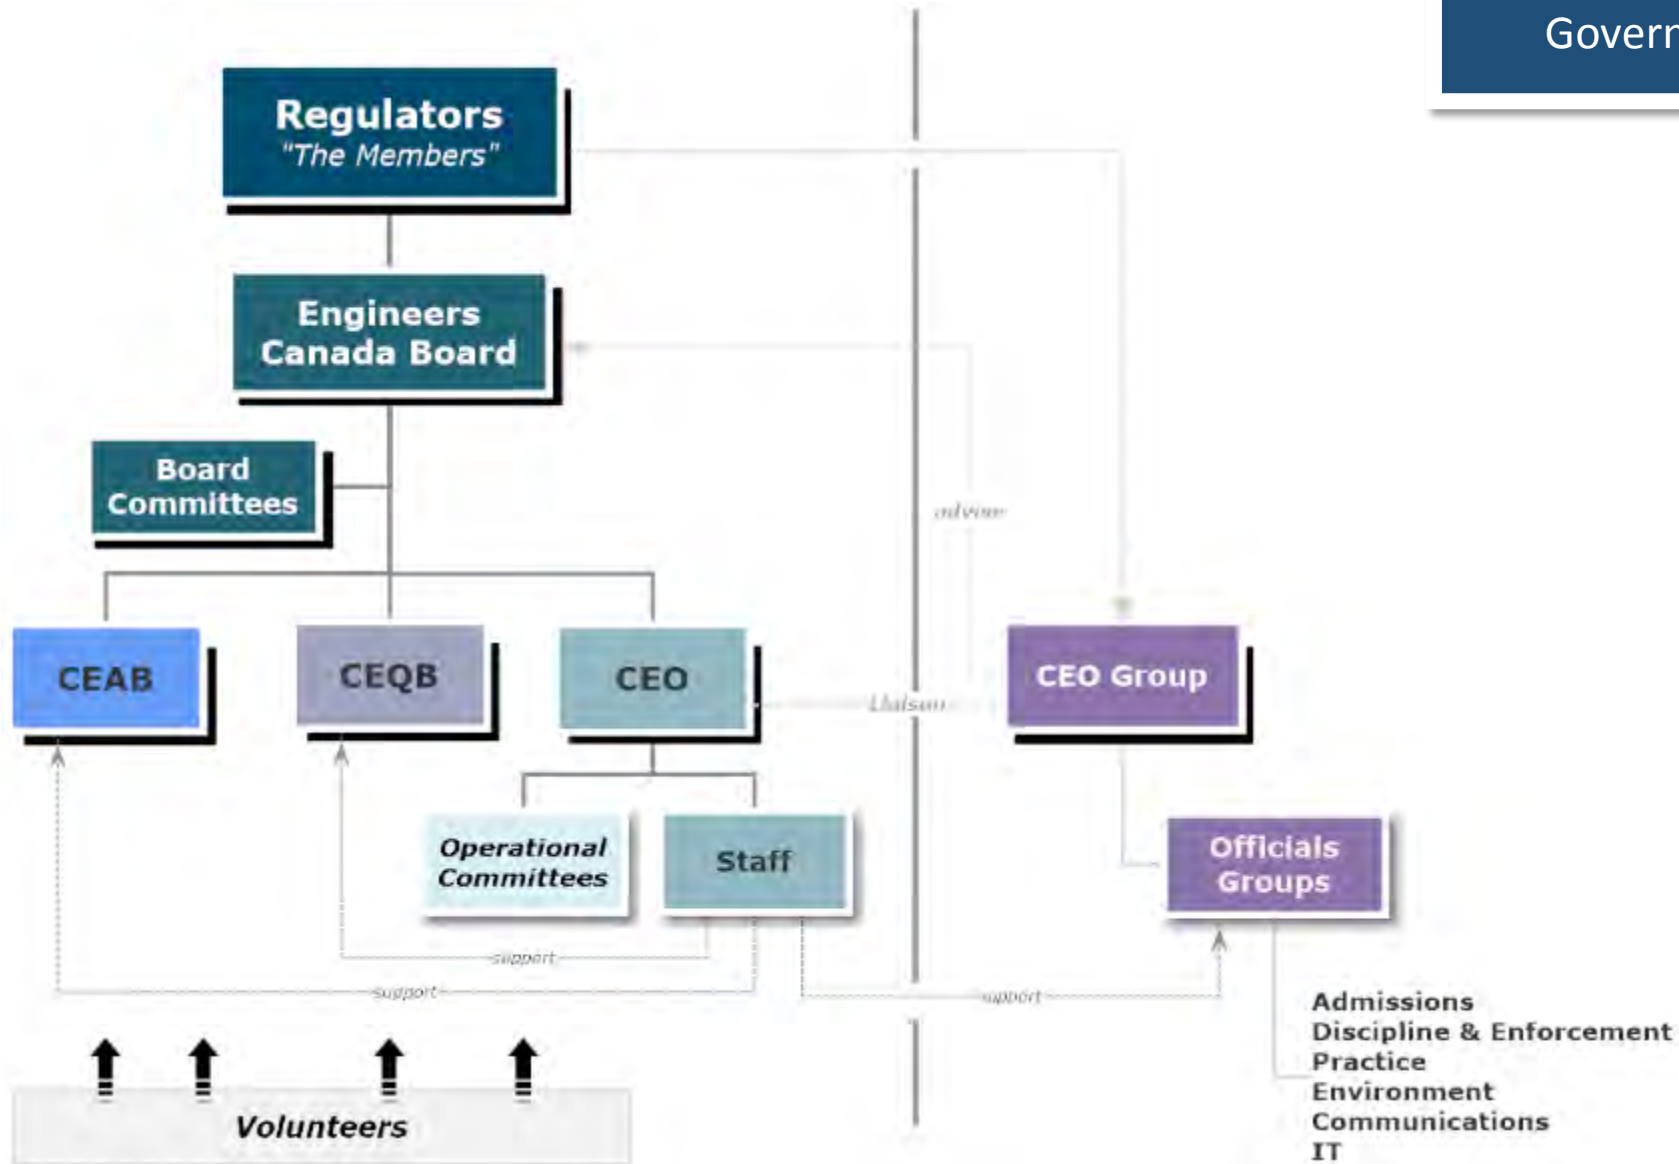 Govern
Regulators
"The Members"
Engineers
Canada Board
Board
Committees
CEAB
CEQB
CEO
Liaison
CEO Group
Operational
Committees
Staff
Officials
Groups
support
support
support
Admissions
Discipline & Enforcement
Practice
Environment
Communications
IT
Volunteers